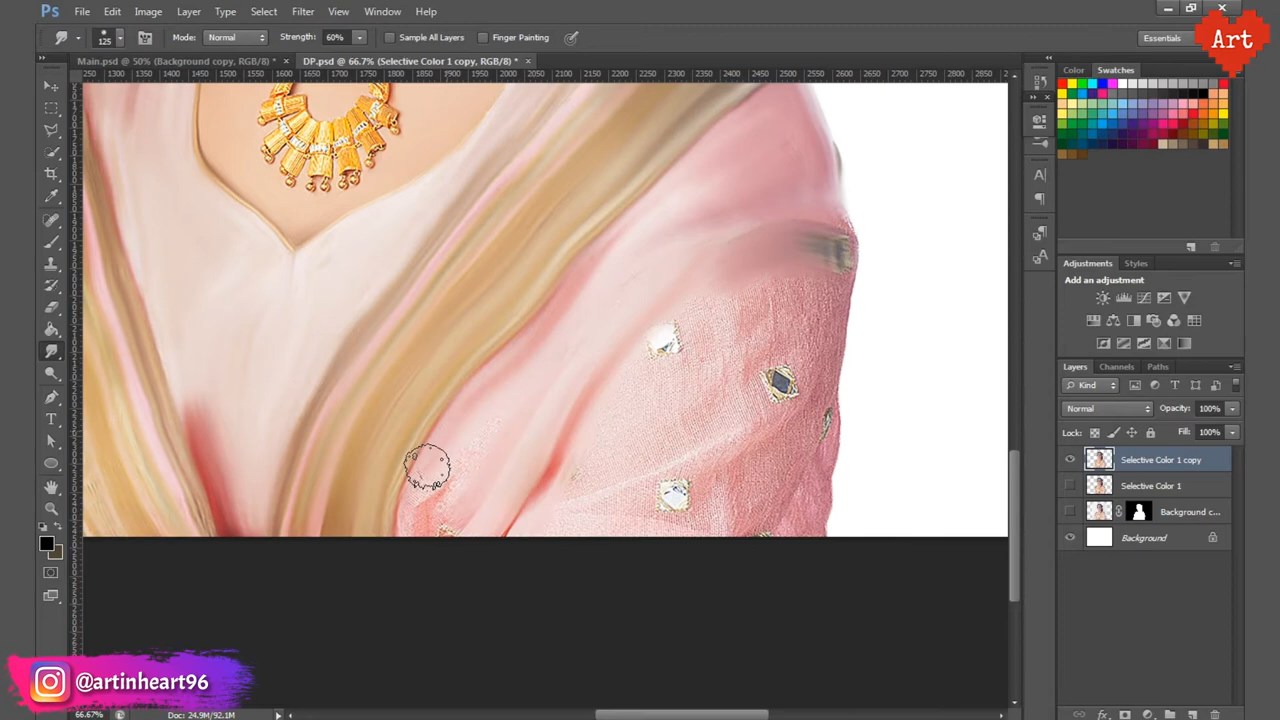 Ps File Edit Image Layer Type Select Filter View Window Help
125 Mode: Normal Strength: 60% Sample All Layers Finger Painting Essentials
Art
Main.psd @ 50% (Background copy, RGB/8) * × DP.psd @ 66.7% (Selective Color 1 copy, RGB/8) * ×
250 1300 1350 1400 1450 1500 1550 1600 1650 1700 1750 1800 1850 1900 1950 2000 2050 2100 2150 2200 2250 2300 2350 2400 2450 2500 2550 2600 2650 2700 2750 2800 2850
Color Swatches
Adjustments Styles
Add an adjustment
Layers Channels Paths
Kind
Normal Opacity: 100%
Lock: Fill: 100%
Selective Color 1 copy
Selective Color 1
Background c...
Background
@artinheart96
66.67% Doc: 24.9M/92.1M